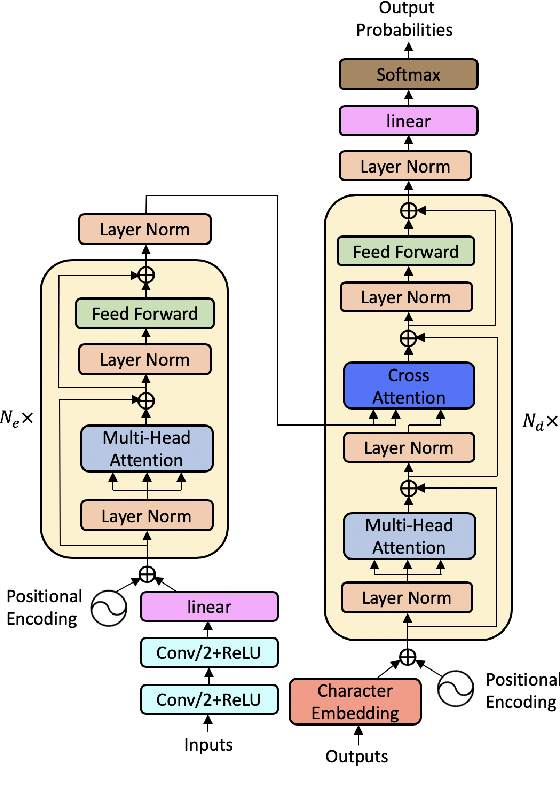 Output
Probabilities
Softmax
linear
Layer Norm
Feed Forward
Layer Norm
Cross
Attention
Layer Norm
Multi-Head
Attention
Layer Norm
N_d×
Positional
Encoding
Character
Embedding
Outputs
Layer Norm
Feed Forward
Layer Norm
N_e×
Multi-Head
Attention
Layer Norm
Positional
Encoding
linear
Conv/2+ReLU
Conv/2+ReLU
Inputs